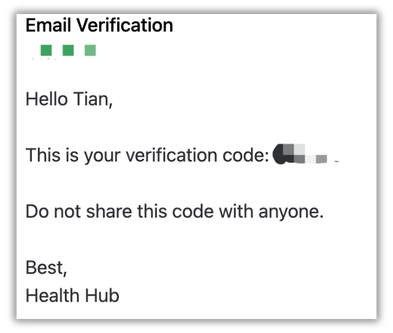 Email Verification
Hello Tian,
This is your verification code:
Do not share this code with anyone.
Best,
Health Hub